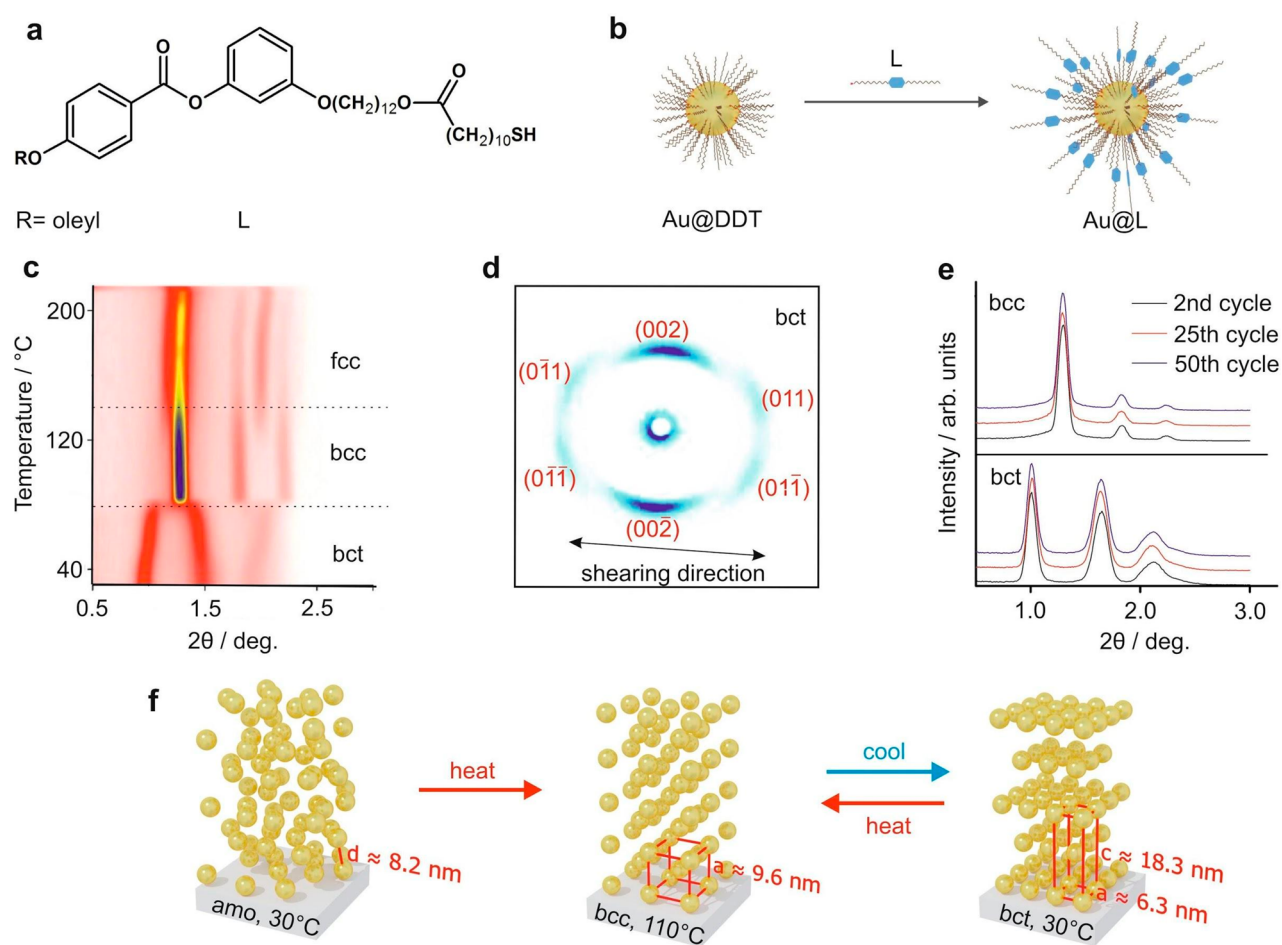 a
O
O
O
O(CH₂)₁₂O
(CH₂)₁₀SH
RO
R= oleyl
L
b
L
Au@DDT
Au@L
c
Temperature / °C
200
120
40
fcc
bcc
bct
0.5
1.5
2.5
2θ / deg.
d
bct
(002)
(01̄1)
(011)
(01̄1̄)
(011̄)
(002̄)
shearing direction
e
Intensity / arb. units
bcc
2nd cycle
25th cycle
50th cycle
bct
1.0
2.0
3.0
2θ / deg.
f
d ≈ 8.2 nm
amo, 30°C
heat
a ≈ 9.6 nm
bcc, 110°C
cool
heat
c ≈ 18.3 nm
a ≈ 6.3 nm
bct, 30°C